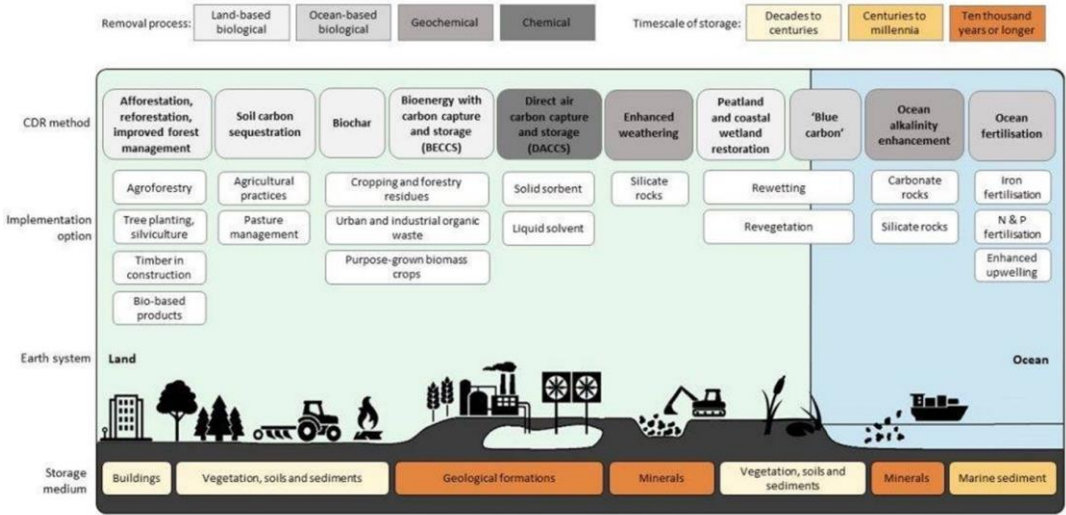 Removal process:
Land-based
biological
Ocean-based
biological
Geochemical
Chemical
Timescale of storage:
Decades to
centuries
Centuries to
millennia
Ten thousand
years or longer
CDR method
Afforestation,
reforestation,
improved forest
management
Soil carbon
sequestration
Biochar
Bioenergy with
carbon capture
and storage
(BECCS)
Direct air
carbon capture
and storage
(DACCS)
Enhanced
weathering
Peatland
and coastal
wetland
restoration
‘Blue
carbon’
Ocean
alkalinity
enhancement
Ocean
fertilisation
Implementation
option
Agroforestry
Tree planting,
silviculture
Timber in
construction
Bio-based
products
Agricultural
practices
Pasture
management
Cropping and forestry
residues
Urban and industrial organic
waste
Purpose-grown biomass
crops
Solid sorbent
Liquid solvent
Silicate
rocks
Rewetting
Revegetation
Carbonate
rocks
Silicate rocks
Iron
fertilisation
N & P
fertilisation
Enhanced
upwelling
Earth system
Land
Ocean
Storage
medium
Buildings
Vegetation, soils and sediments
Geological formations
Minerals
Vegetation, soils and
sediments
Minerals
Marine sediment